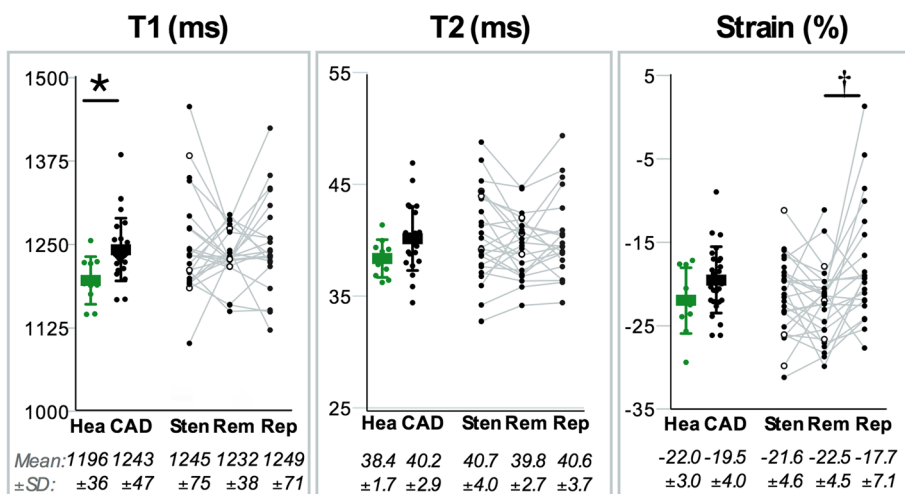 T1 (ms) T2 (ms) Strain (%)
* †
1500
1375
1250
1125
1000
Hea CAD Sten Rem Rep
Mean: 1196 1243 1245 1232 1249
±SD: ±36 ±47 ±75 ±38 ±71
55
45
35
25
Hea CAD Sten Rem Rep
38.4 40.2 40.7 39.8 40.6
±1.7 ±2.9 ±4.0 ±2.7 ±3.7
5
-5
-15
-25
-35
Hea CAD Sten Rem Rep
-22.0 -19.5 -21.6 -22.5 -17.7
±3.0 ±4.0 ±4.6 ±4.5 ±7.1